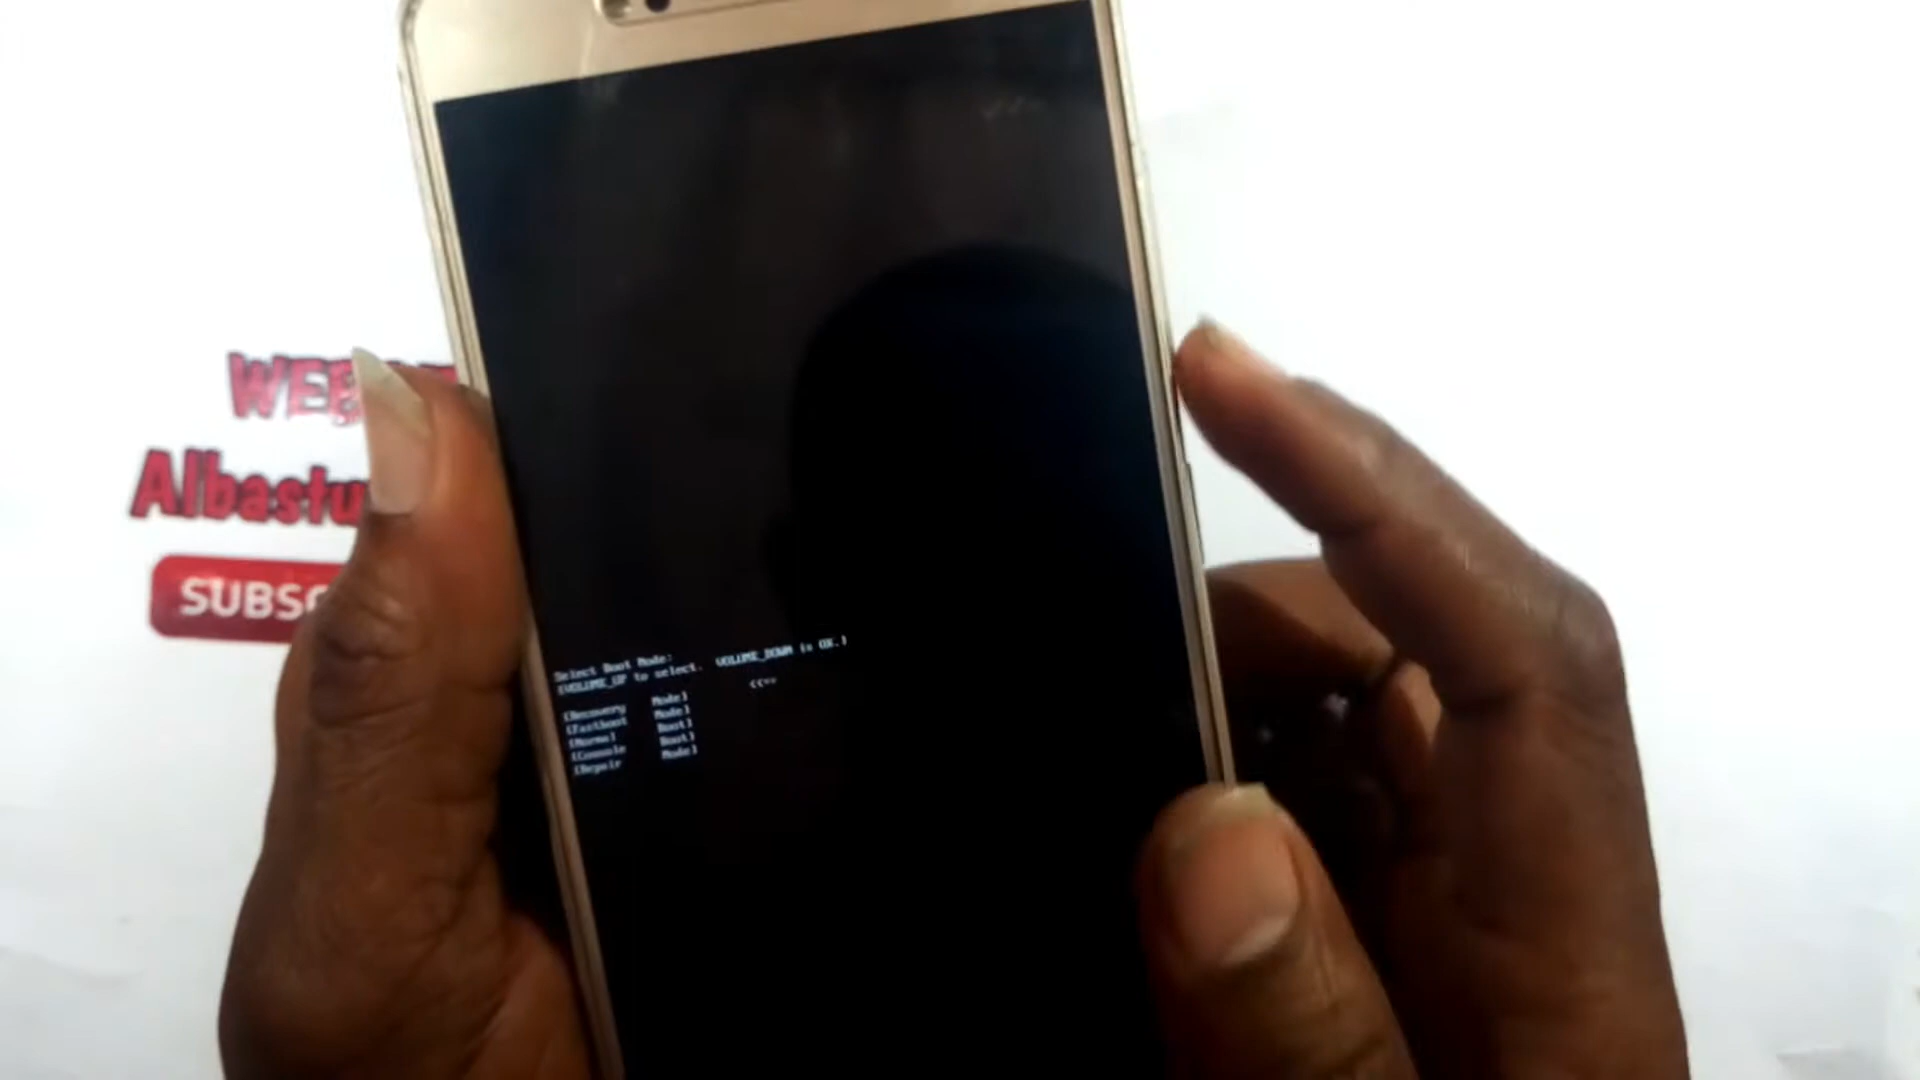 WEB
Albastu
SUBSC
Select Boot Mode:
[VOLUME_UP to select. VOLUME_DOWN is OK.]
[Recovery Mode] <<==
[Fastboot Mode]
[Normal Boot]
[Console Boot]
[Repair Mode]